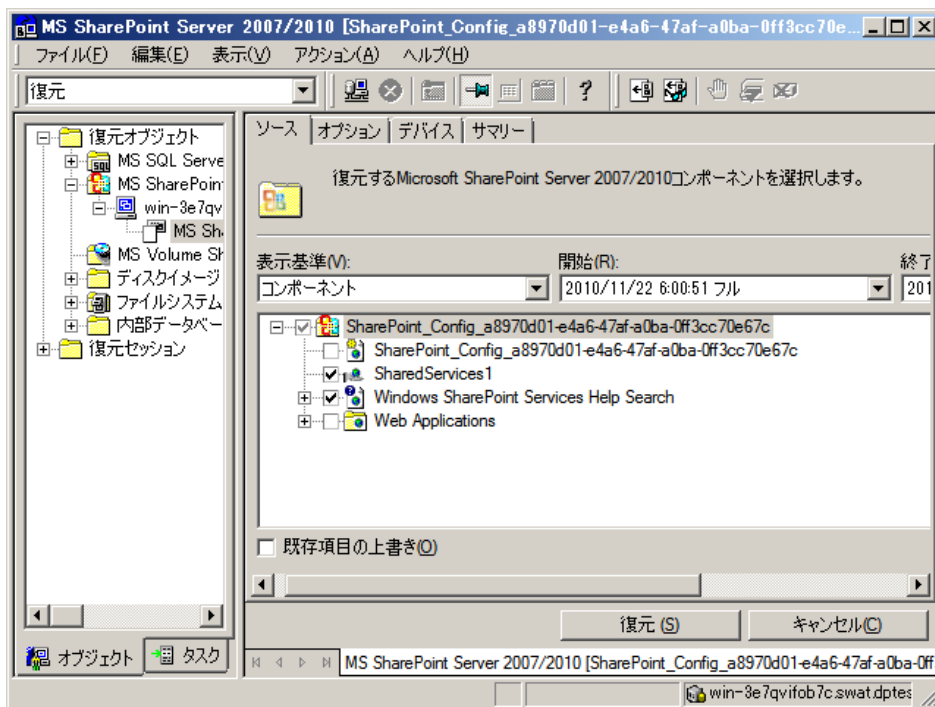 MS SharePoint Server 2007/2010 [SharePoint_Config_a8970d01-e4a6-47af-a0ba-0ff3cc70e...
ファイル(F) 編集(E) 表示(V) アクション(A) ヘルプ(H)
復元
復元オブジェクト
MS SQL Serve
MS SharePoin
win-3e7qv
MS Sh
MS Volume Sh
ディスクイメージ
ファイルシステム
内部データベー
復元セッション
オブジェクト タスク
ソース オプション デバイス サマリー
復元するMicrosoft SharePoint Server 2007/2010コンポーネントを選択します。
表示基準(V): 開始(R): 終了
コンポーネント 2010/11/22 6:00:51 フル 201
SharePoint_Config_a8970d01-e4a6-47af-a0ba-0ff3cc70e67c
SharePoint_Config_a8970d01-e4a6-47af-a0ba-0ff3cc70e67c
SharedServices1
Windows SharePoint Services Help Search
Web Applications
既存項目の上書き(O)
復元 (S) キャンセル(C)
MS SharePoint Server 2007/2010 [SharePoint_Config_a8970d01-e4a6-47af-a0ba-0ff
win-3e7qvifob7c.swat.dptes